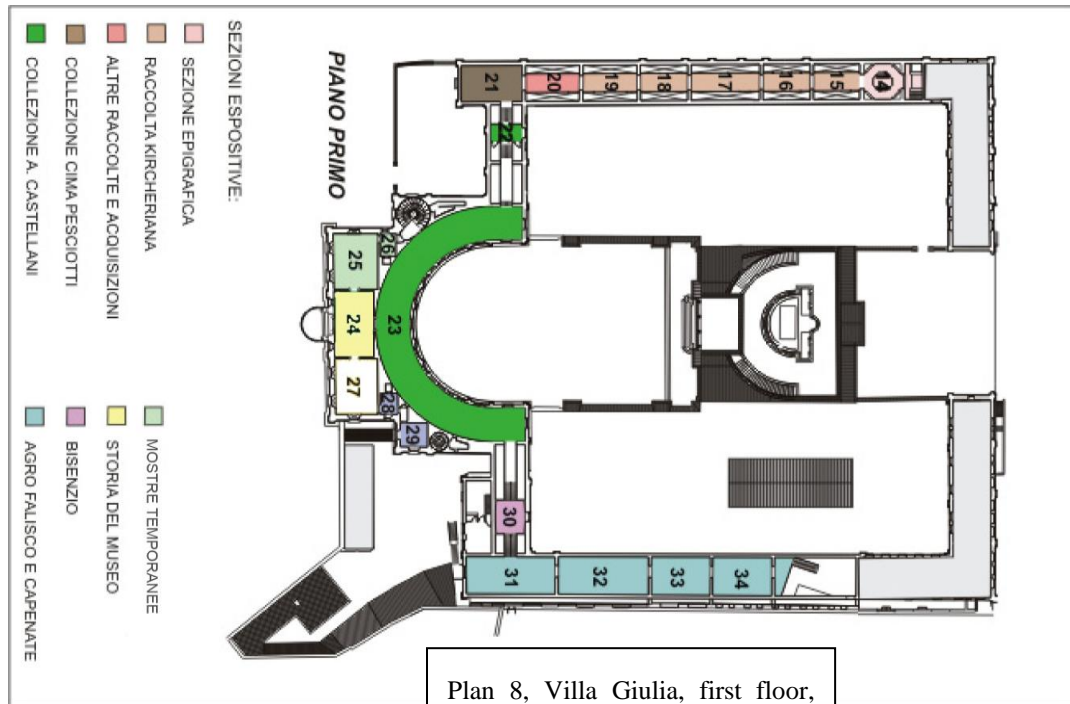 PIANO PRIMO
SEZIONI ESPOSITIVE:
SEZIONE EPIGRAFICA
RACCOLTA KIRCHERIANA
ALTRE RACCOLTE E ACQUISIZIONI
COLLEZIONE CIMA PESCIOTTI
COLLEZIONE A. CASTELLANI
MOSTRE TEMPORANEE
STORIA DEL MUSEO
BISENZIO
AGRO FALISCO E CAPENATE
21
20
19
18
17
16
15
14
22
26
25
23
24
27
28
29
30
31
32
33
34
Plan 8, Villa Giulia, first floor,